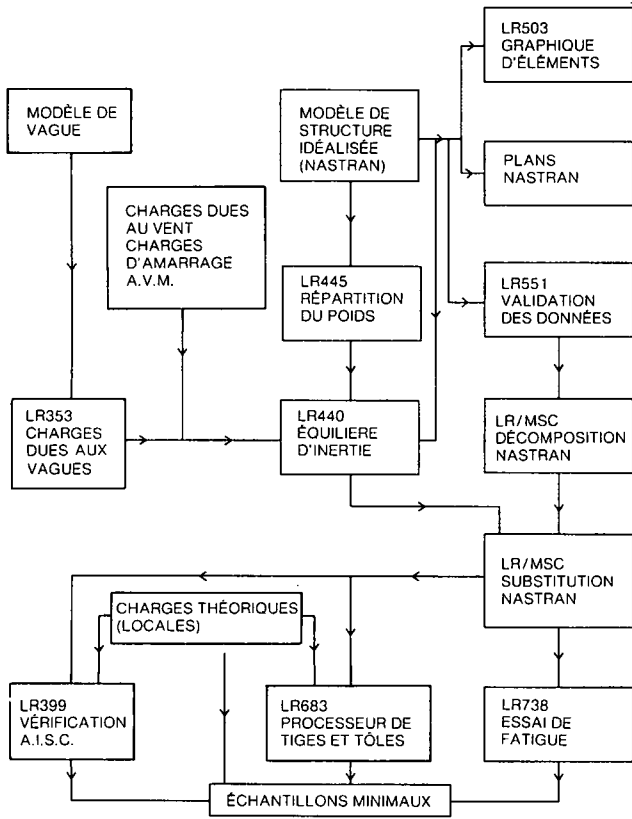 LR503
GRAPHIQUE
D'ÉLÉMENTS
MODÈLE DE
VAGUE
MODÈLE DE
STRUCTURE
IDÉALISÉE
(NASTRAN)
PLANS
NASTRAN
CHARGES DUES
AU VENT
CHARGES
D'AMARRAGE
A.V.M.
LR445
RÉPARTITION
DU POIDS
LR551
VALIDATION
DES DONNÉES
LR353
CHARGES
DUES AUX
VAGUES
LR440
ÉQUILIERE
D'INERTIE
LR/MSC
DÉCOMPOSITION
NASTRAN
LR/MSC
SUBSTITUTION
NASTRAN
CHARGES THÉORIQUES
(LOCALES)
LR399
VÉRIFICATION
A.I.S.C.
LR683
PROCESSEUR DE
TIGES ET TÔLES
LR738
ESSAI DE
FATIGUE
ÉCHANTILLONS MINIMAUX